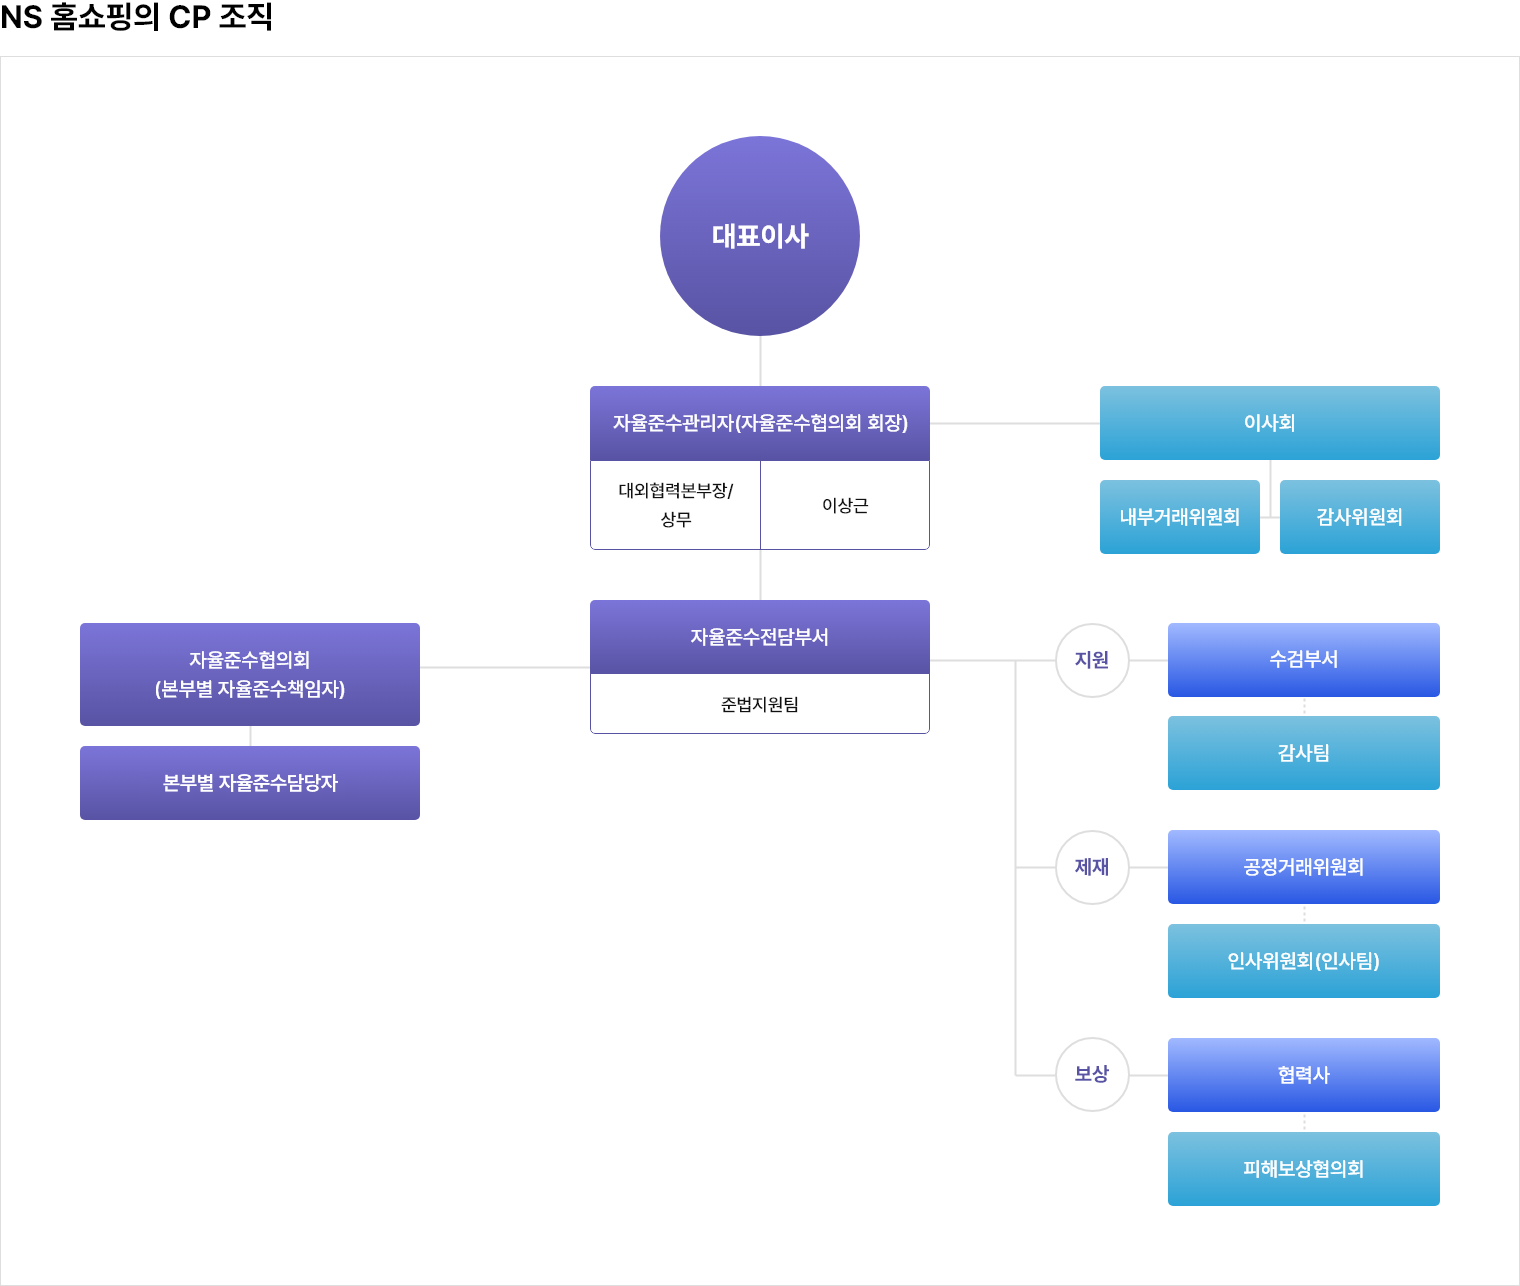 NS 홈쇼핑의 CP 조직
대표이사
자율준수관리자(자율준수협의회 회장)
대외협력본부장/
상무
이상근
이사회
내부거래위원회
감사위원회
자율준수협의회
(본부별 자율준수책임자)
본부별 자율준수담당자
자율준수전담부서
준법지원팀
지원
수검부서
감사팀
제재
공정거래위원회
인사위원회(인사팀)
보상
협력사
피해보상협의회